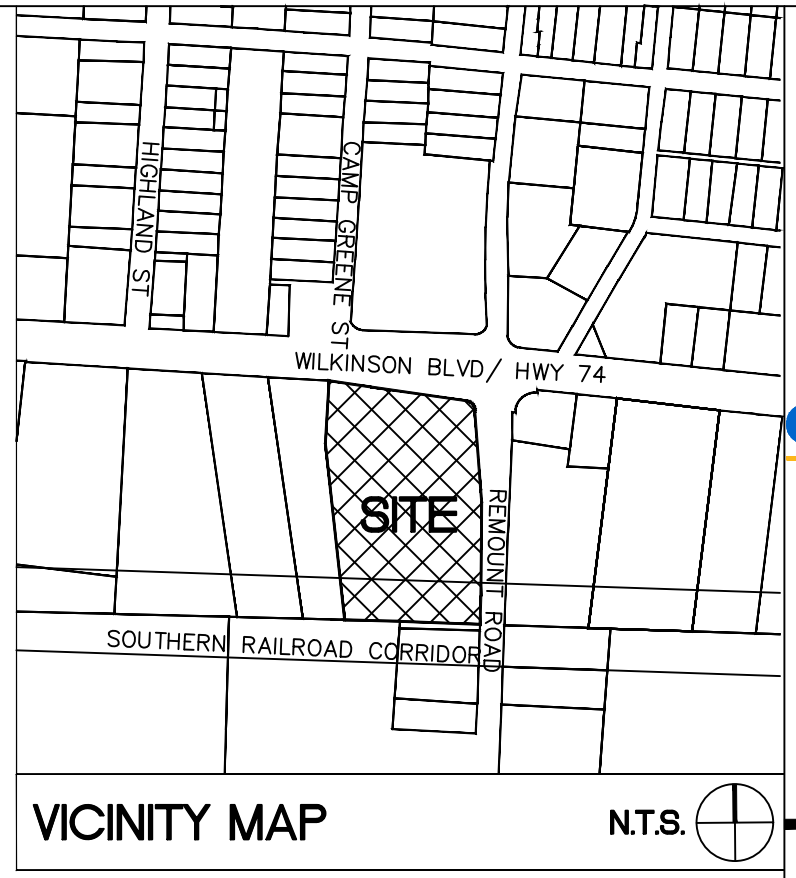 HIGHLAND ST
CAMP GREENE ST
WILKINSON BLVD/ HWY 74
SITE
REMOUNT ROAD
SOUTHERN RAILROAD CORRIDOR
VICINITY MAP
N.T.S.